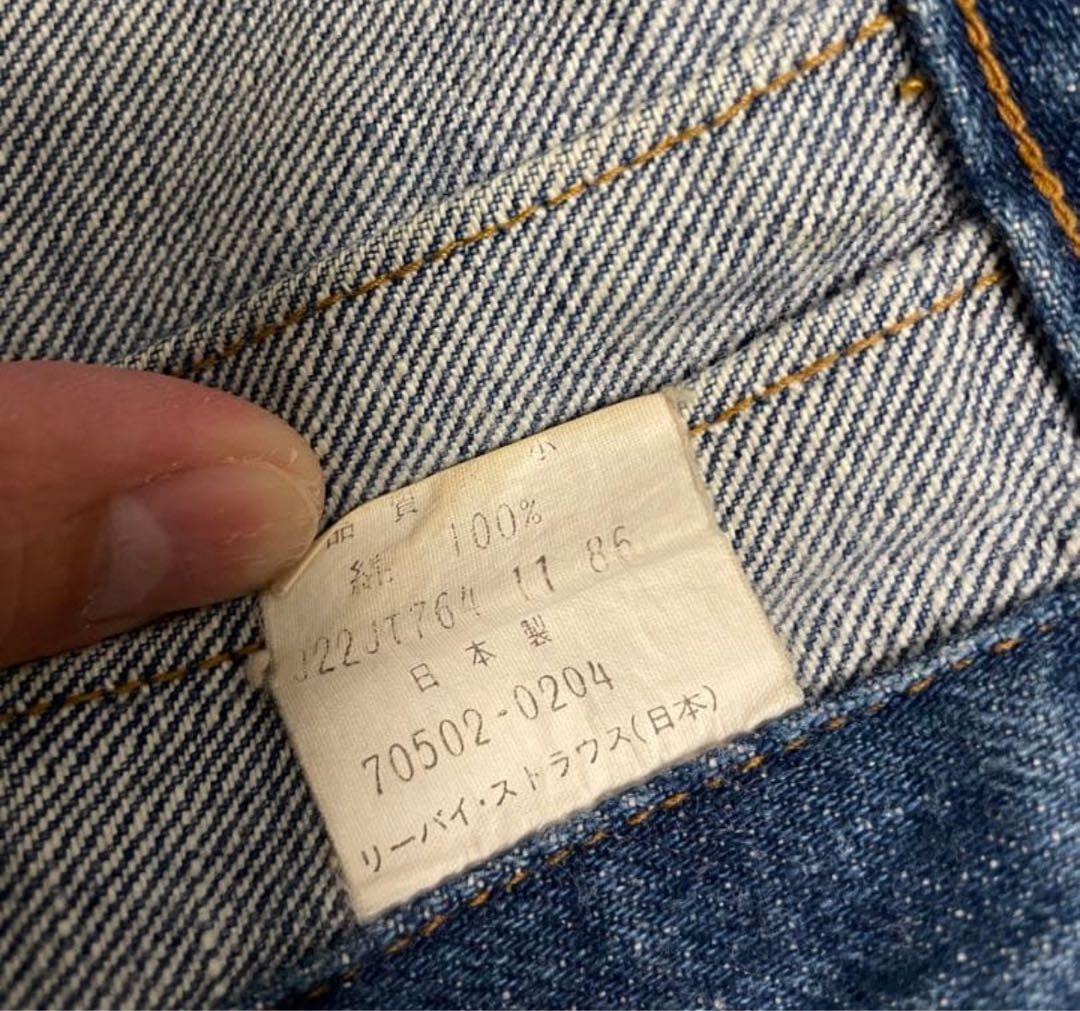 品質
綿 100%
J22JT764 11 86
日本製
70502-0204
リーバイ・ストラウス(日本)